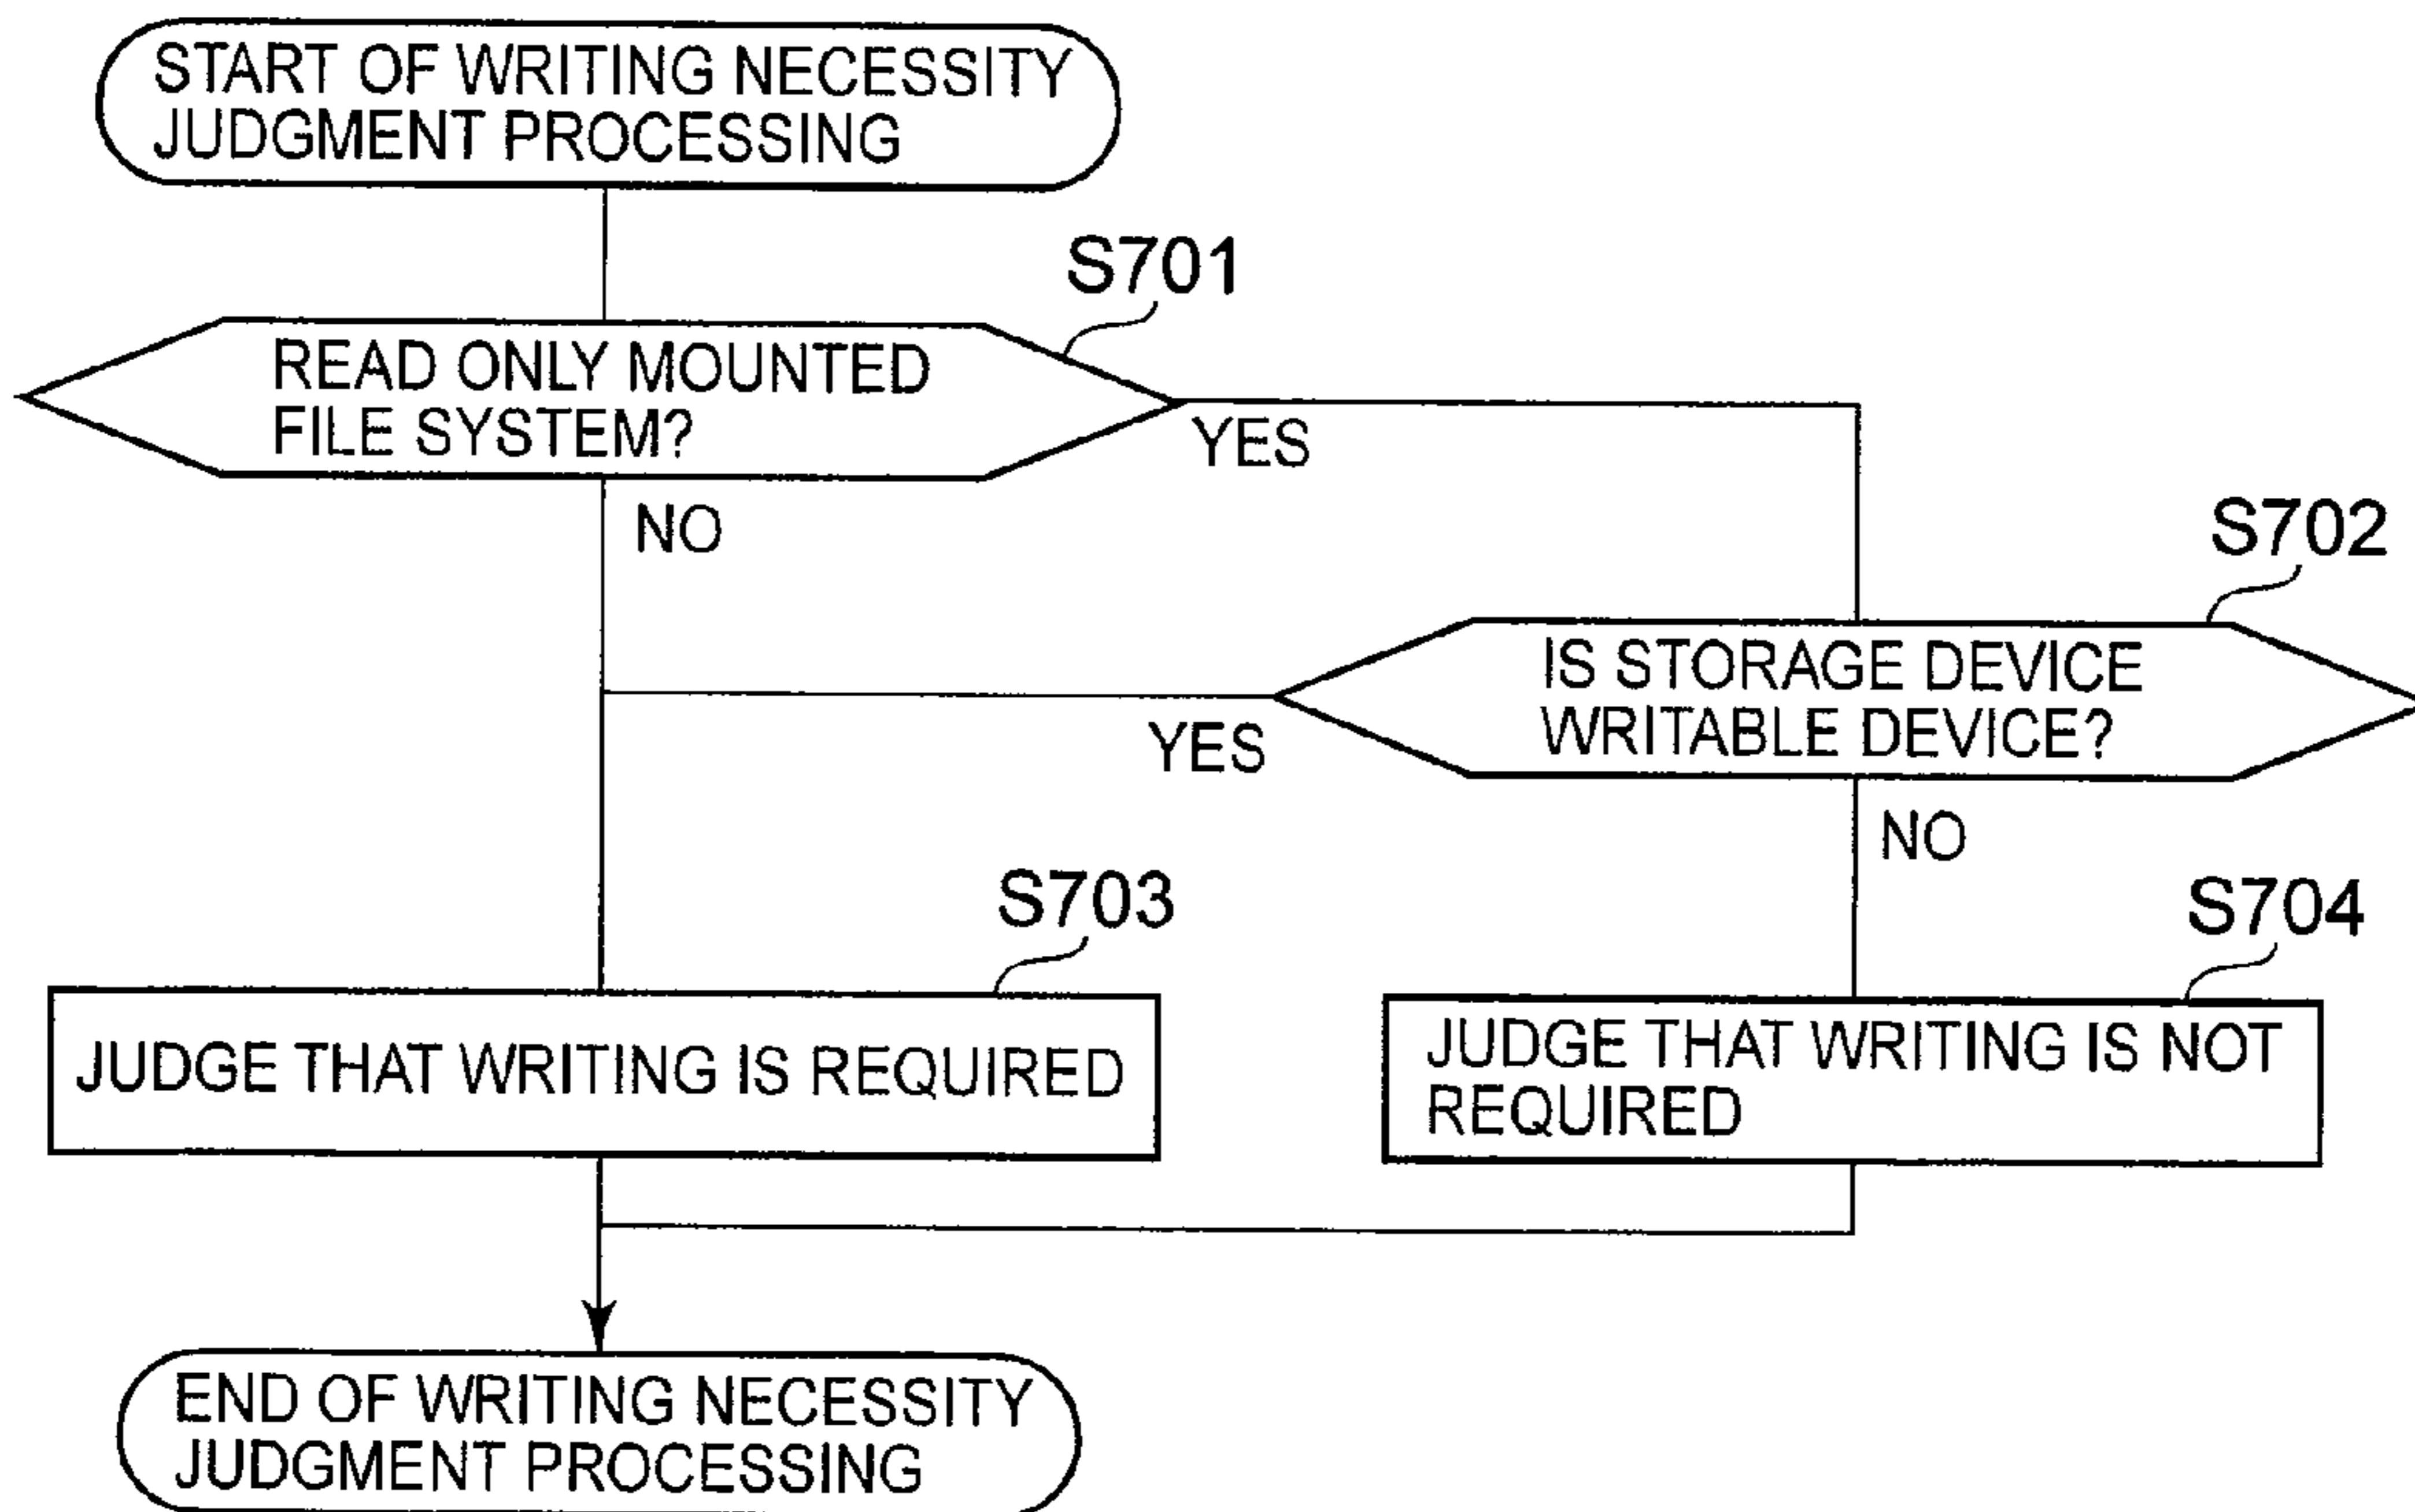 START OF WRITING NECESSITY
JUDGMENT PROCESSING
S701
READ ONLY MOUNTED
FILE SYSTEM?
YES
NO
S702
IS STORAGE DEVICE
WRITABLE DEVICE?
YES
NO
S703
JUDGE THAT WRITING IS REQUIRED
S704
JUDGE THAT WRITING IS NOT
REQUIRED
END OF WRITING NECESSITY
JUDGMENT PROCESSING